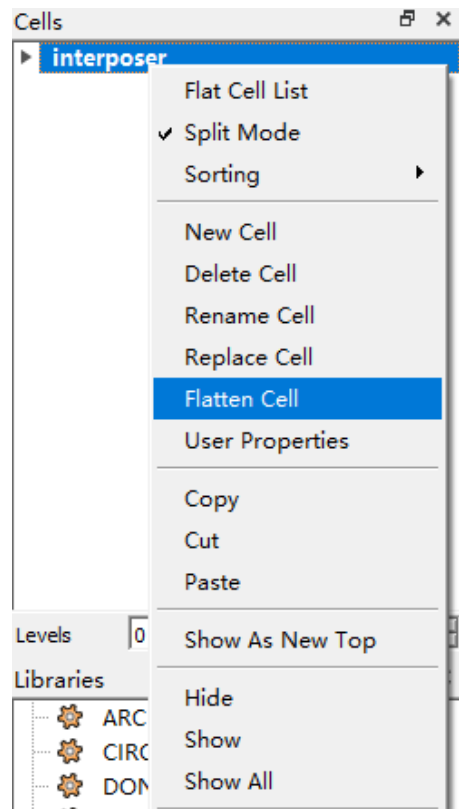 Cells
interposer
Flat Cell List
Split Mode
Sorting
New Cell
Delete Cell
Rename Cell
Replace Cell
Flatten Cell
User Properties
Copy
Cut
Paste
Show As New Top
Hide
Show
Show All
Levels 0
Libraries
ARC
CIRC
DON